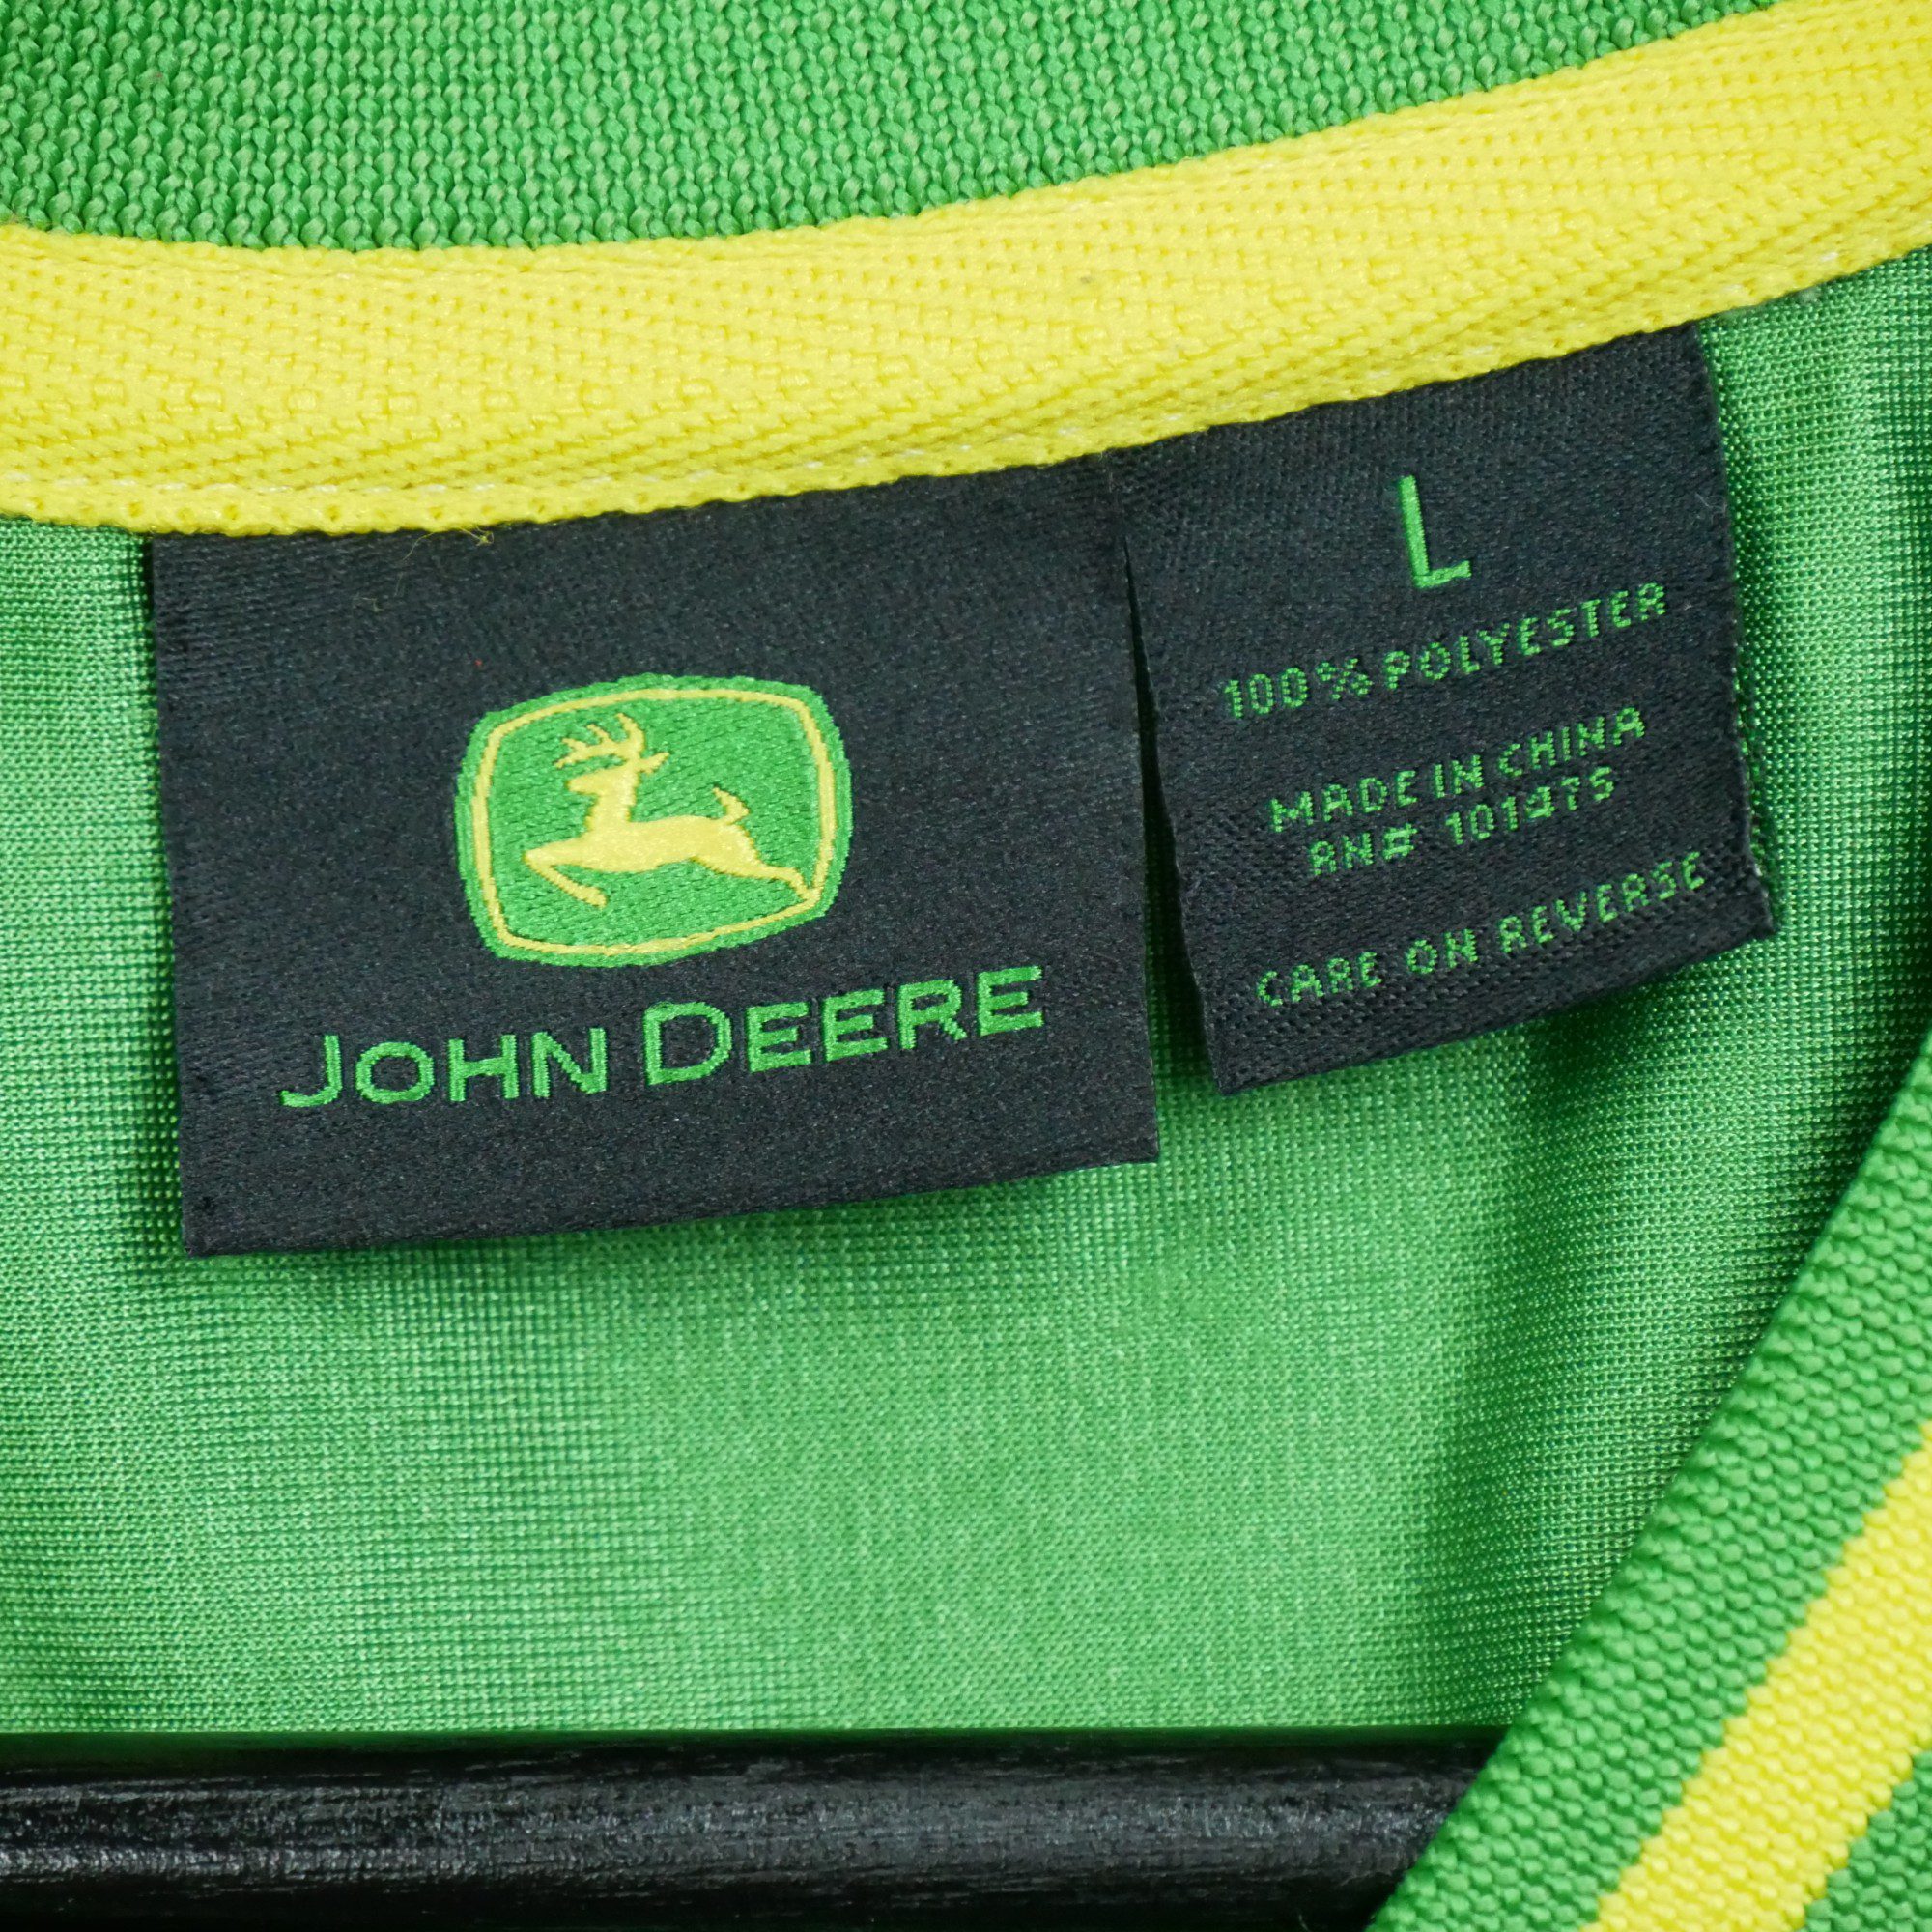 JOHN DEERE
L
100% POLYESTER
MADE IN CHINA
RN# 101475
CARE ON REVERSE